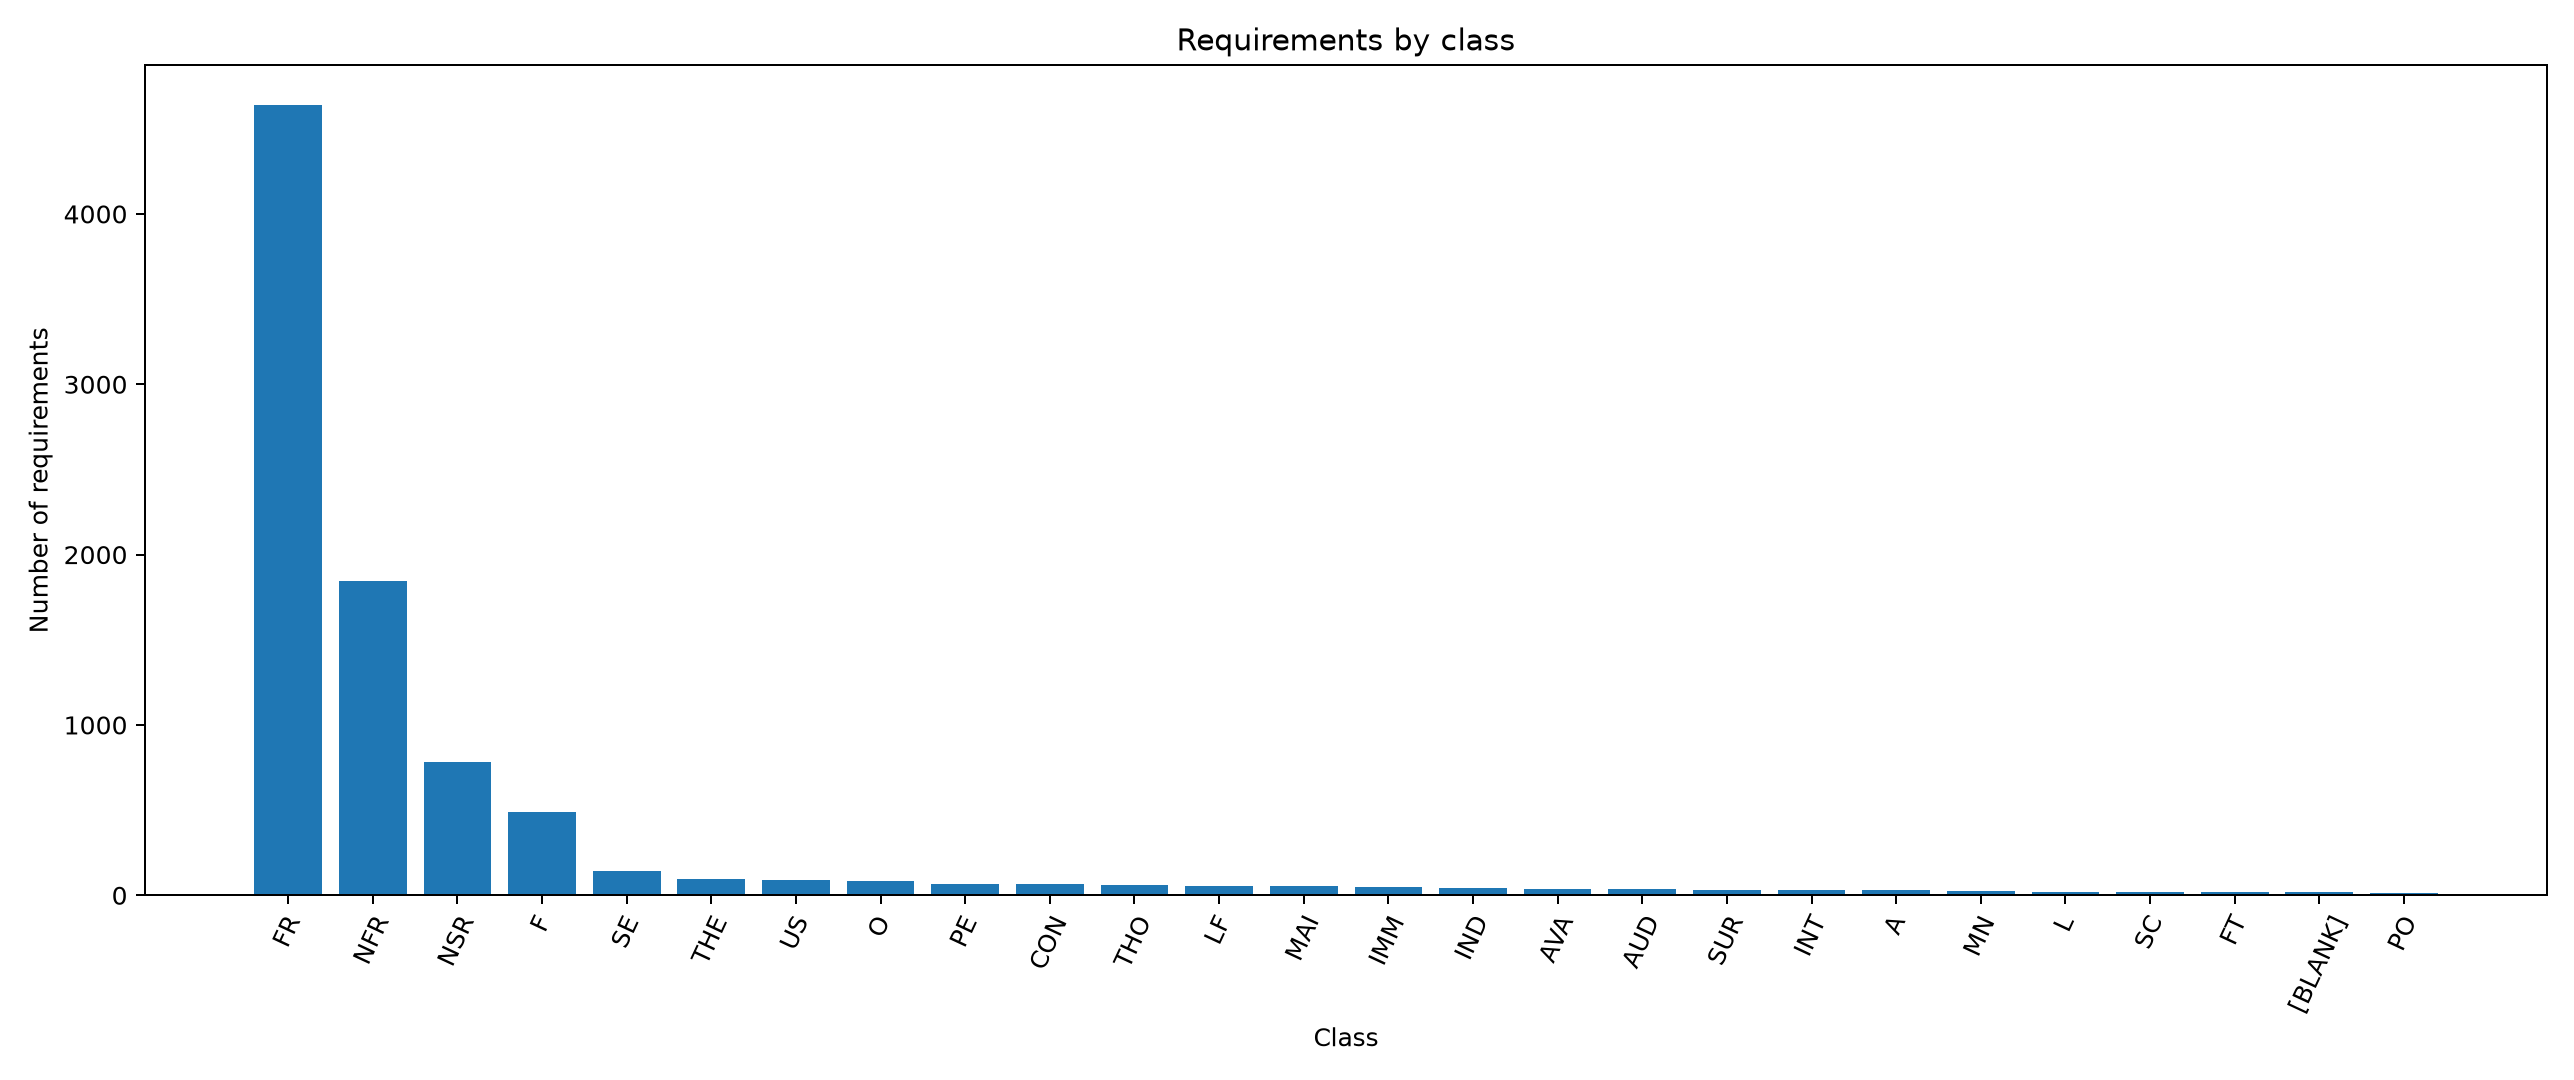 Requirements by class
Number of requirements
4000
3000
2000
1000
0
FR
NFR
NSR
F
SE
THE
US
O
PE
CON
THO
LF
MAI
IMM
IND
AVA
AUD
SUR
INT
A
MN
L
SC
FT
[BLANK]
PO
Class